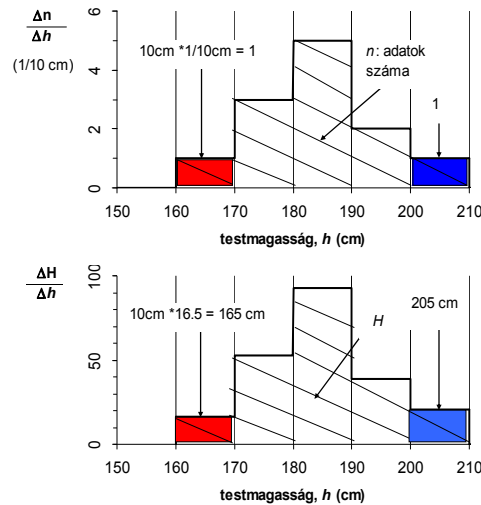 Δn
Δh
(1/10 cm)
6
4
2
0
10cm *1/10cm = 1
n: adatok
száma
1
150 160 170 180 190 200 210
testmagasság, h (cm)
ΔH
Δh
100
50
0
10cm *16.5 = 165 cm
H
205 cm
150 160 170 180 190 200 210
testmagasság, h (cm)